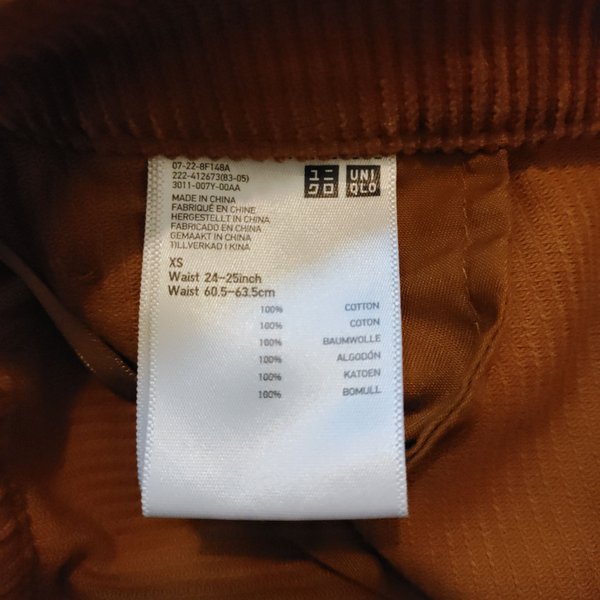 07-22-8F148A
222-412673(83-05)
3011-007Y-00AA
ユニ
クロ
UNI
QLO
MADE IN CHINA
FABRIQUÉ EN CHINE
HERGESTELLT IN CHINA
FABRICADO EN CHINA
GEMAAKT IN CHINA
TILLVERKAD I KINA
XS
Waist 24-25inch
Waist 60.5-63.5cm
100% COTTON
100% COTON
100% BAUMWOLLE
100% ALGODÓN
100% KATOEN
100% BOMULL